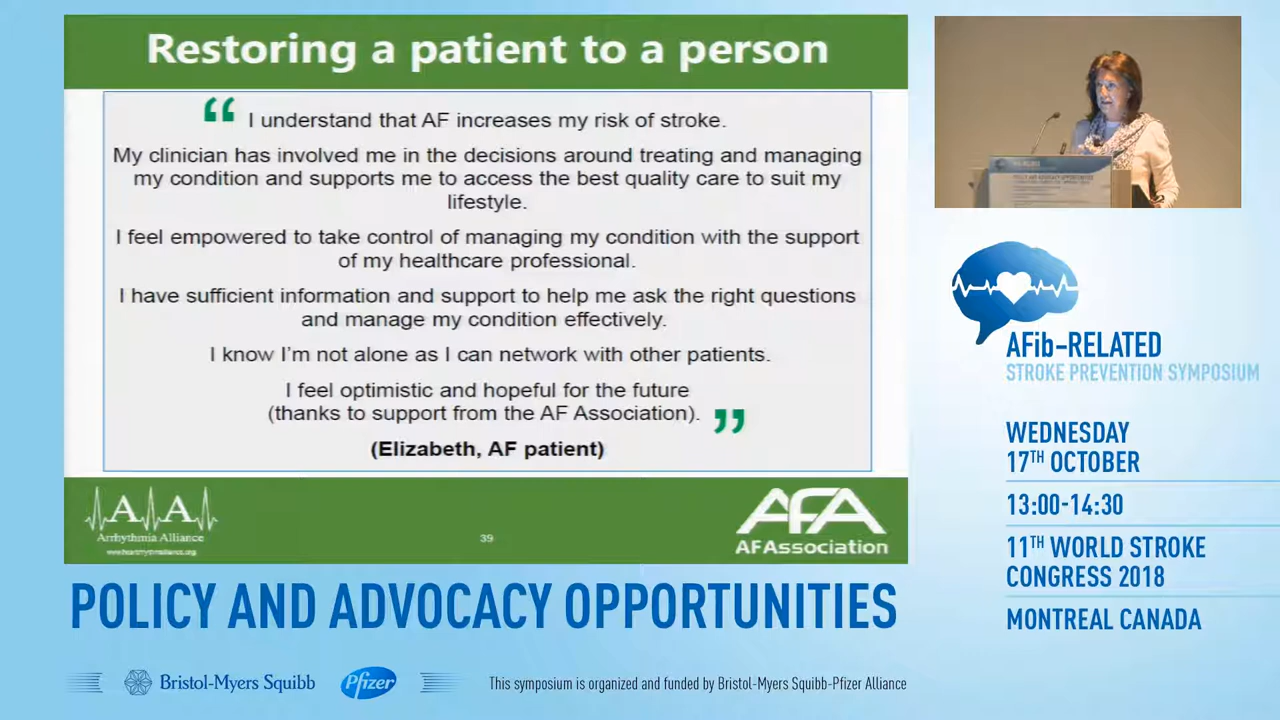 Restoring a patient to a person
“ I understand that AF increases my risk of stroke.
My clinician has involved me in the decisions around treating and managing
my condition and supports me to access the best quality care to suit my
lifestyle.
I feel empowered to take control of managing my condition with the support
of my healthcare professional.
I have sufficient information and support to help me ask the right questions
and manage my condition effectively.
I know I’m not alone as I can network with other patients.
I feel optimistic and hopeful for the future
(thanks to support from the AF Association). ”
(Elizabeth, AF patient)
A A
Arrhythmia Alliance
39
AFA
AFAssociation
POLICY AND ADVOCACY OPPORTUNITIES
Bristol-Myers Squibb
Pfizer
This symposium is organized and funded by Bristol-Myers Squibb-Pfizer Alliance
POLICY AND ADVOCACY OPPORTUNITIES
AFib-RELATED
STROKE PREVENTION SYMPOSIUM
WEDNESDAY
17TH OCTOBER
13:00-14:30
11TH WORLD STROKE
CONGRESS 2018
MONTREAL CANADA